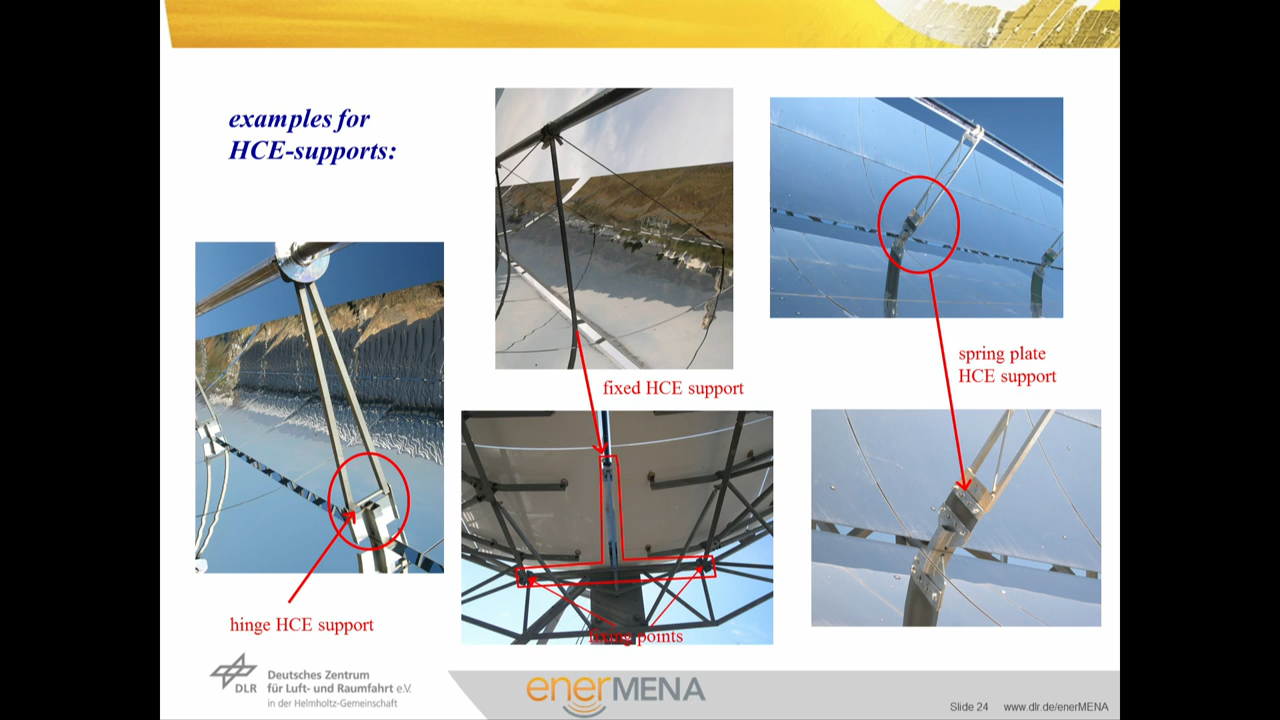 examples for
HCE-supports:
fixed HCE support
spring plate
HCE support
hinge HCE support
fixing points
DLR
Deutsches Zentrum
für Luft- und Raumfahrt e.V.
in der Helmholtz-Gemeinschaft
enerMENA
Slide 24 www.dlr.de/enerMENA